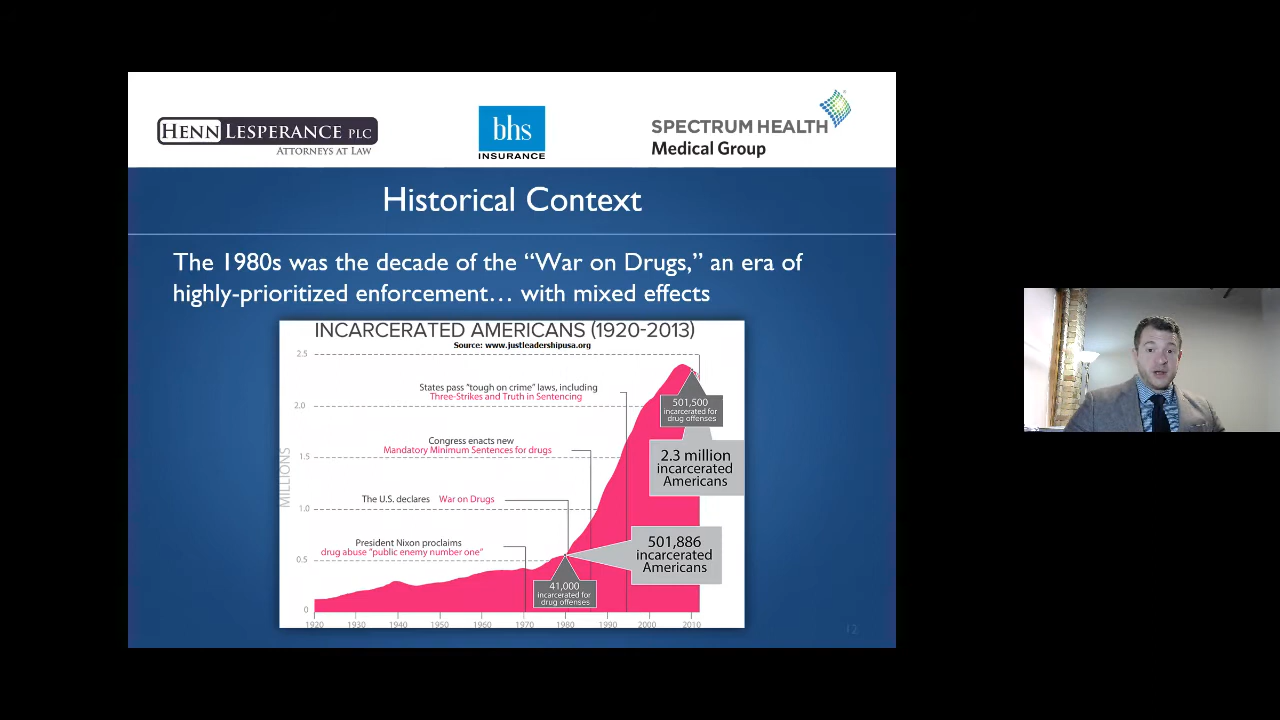 HENN LESPERANCE PLC
ATTORNEYS AT LAW
bhs
INSURANCE
SPECTRUM HEALTH
Medical Group
Historical Context
The 1980s was the decade of the “War on Drugs,” an era of
highly-prioritized enforcement… with mixed effects
INCARCERATED AMERICANS (1920-2013)
Source: www.justleadershipusa.org
MILLIONS
2.5
2.0
1.5
1.0
0.5
0
States pass “tough on crime” laws, including
Three-Strikes and Truth in Sentencing
Congress enacts new
Mandatory Minimum Sentences for drugs
The U.S. declares War on Drugs
President Nixon proclaims
drug abuse “public enemy number one”
501,500
incarcerated for
drug offenses
2.3 million
incarcerated
Americans
501,886
incarcerated
Americans
41,000
incarcerated for
drug offenses
1920 1930 1940 1950 1960 1970 1980 1990 2000 2010
12